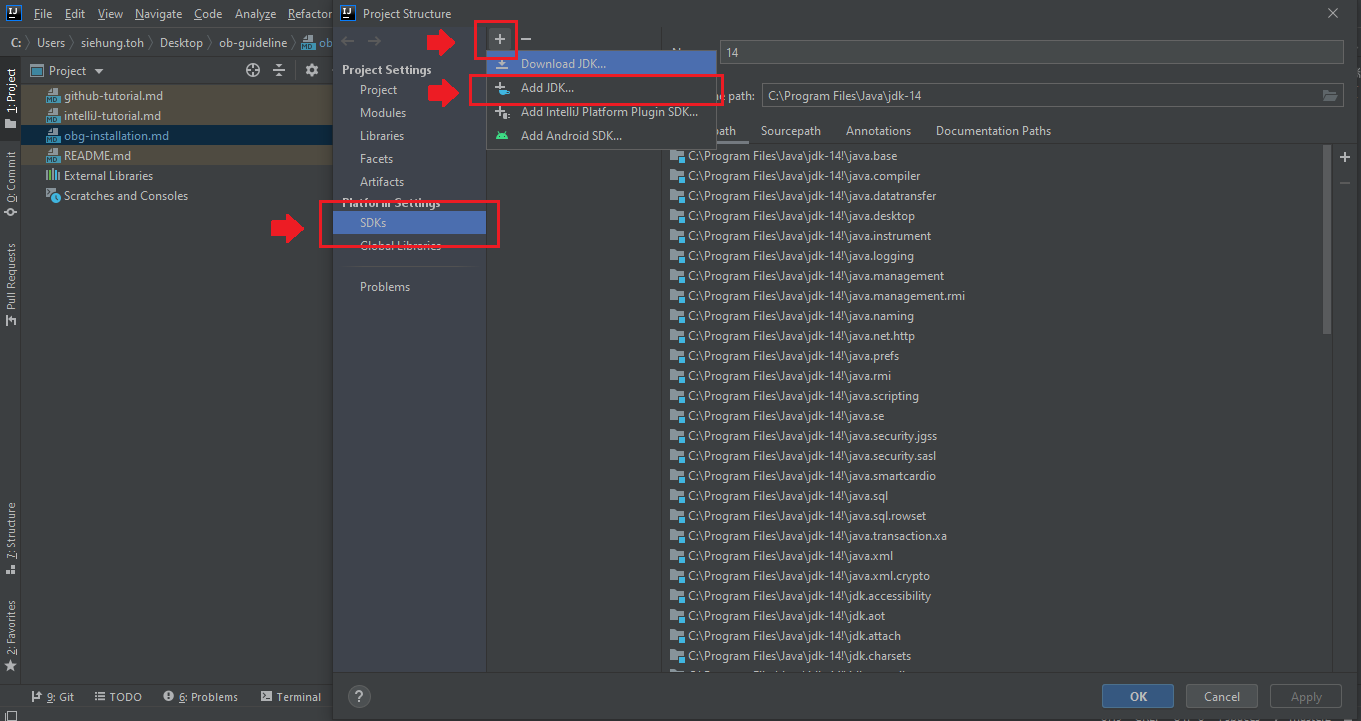 IJ File Edit View Navigate Code Analyze Refactor
IJ Project Structure
C: Users siehung.toh Desktop ob-guideline ob
Project
github-tutorial.md
intelliJ-tutorial.md
obg-installation.md
README.md
External Libraries
Scratches and Consoles
1: Project
0: Commit
Pull Requests
7: Structure
2: Favorites
Project Settings
Project
Modules
Libraries
Facets
Artifacts
Platform Settings
SDKs
Global Libraries
Problems
Download JDK...
Add JDK...
Add IntelliJ Platform Plugin SDK...
Add Android SDK...
14
path: C:\Program Files\Java\jdk-14
Sourcepath Annotations Documentation Paths
C:\Program Files\Java\jdk-14!\java.base
C:\Program Files\Java\jdk-14!\java.compiler
C:\Program Files\Java\jdk-14!\java.datatransfer
C:\Program Files\Java\jdk-14!\java.desktop
C:\Program Files\Java\jdk-14!\java.instrument
C:\Program Files\Java\jdk-14!\java.logging
C:\Program Files\Java\jdk-14!\java.management
C:\Program Files\Java\jdk-14!\java.management.rmi
C:\Program Files\Java\jdk-14!\java.naming
C:\Program Files\Java\jdk-14!\java.net.http
C:\Program Files\Java\jdk-14!\java.prefs
C:\Program Files\Java\jdk-14!\java.rmi
C:\Program Files\Java\jdk-14!\java.scripting
C:\Program Files\Java\jdk-14!\java.se
C:\Program Files\Java\jdk-14!\java.security.jgss
C:\Program Files\Java\jdk-14!\java.security.sasl
C:\Program Files\Java\jdk-14!\java.smartcardio
C:\Program Files\Java\jdk-14!\java.sql
C:\Program Files\Java\jdk-14!\java.sql.rowset
C:\Program Files\Java\jdk-14!\java.transaction.xa
C:\Program Files\Java\jdk-14!\java.xml
C:\Program Files\Java\jdk-14!\java.xml.crypto
C:\Program Files\Java\jdk-14!\jdk.accessibility
C:\Program Files\Java\jdk-14!\jdk.aot
C:\Program Files\Java\jdk-14!\jdk.attach
C:\Program Files\Java\jdk-14!\jdk.charsets
? OK Cancel Apply
9: Git TODO 6: Problems Terminal